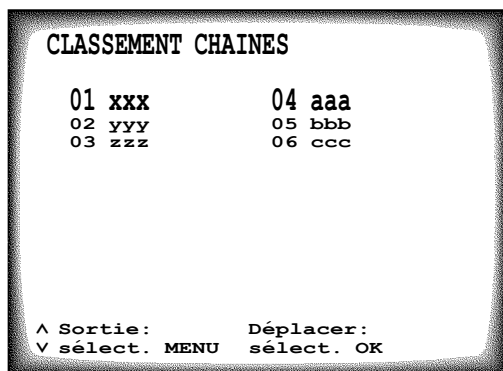 CLASSEMENT CHAINES
01 xxx 04 aaa
02 yyy 05 bbb
03 zzz 06 ccc
∧ Sortie: Déplacer:
∨ sélect. MENU sélect. OK